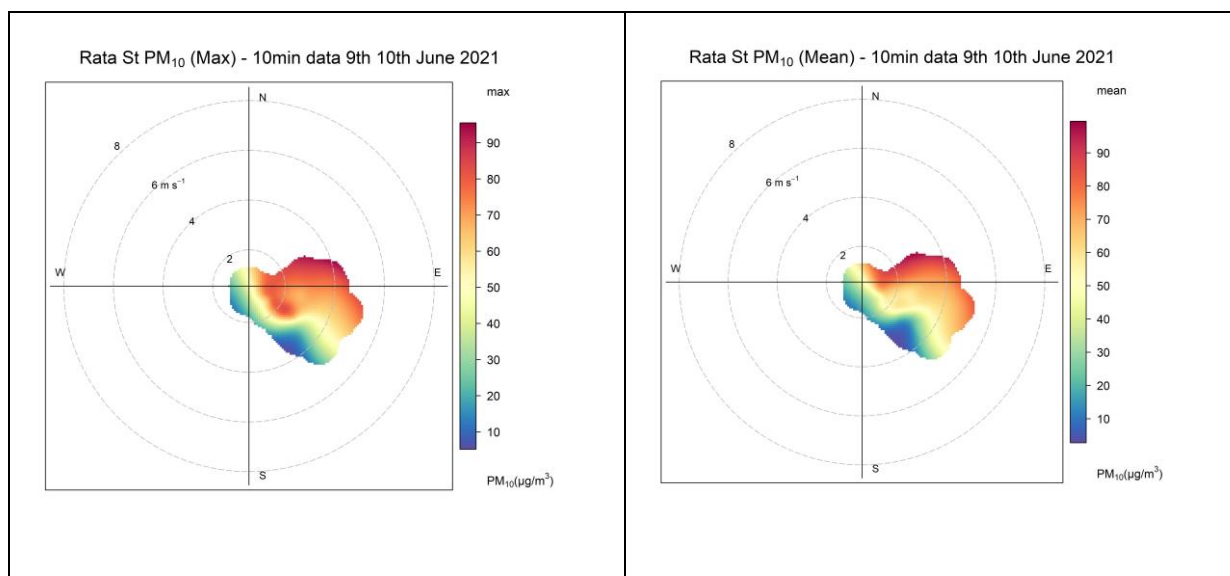 Rata St PM₁₀ (Max) - 10min data 9th 10th June 2021
max
N
8
6 m s⁻¹
4
2
W
E
S
90
80
70
60
50
40
30
20
10
PM₁₀(µg/m³)
Rata St PM₁₀ (Mean) - 10min data 9th 10th June 2021
mean
N
8
6 m s⁻¹
4
2
W
E
S
90
80
70
60
50
40
30
20
10
PM₁₀(µg/m³)